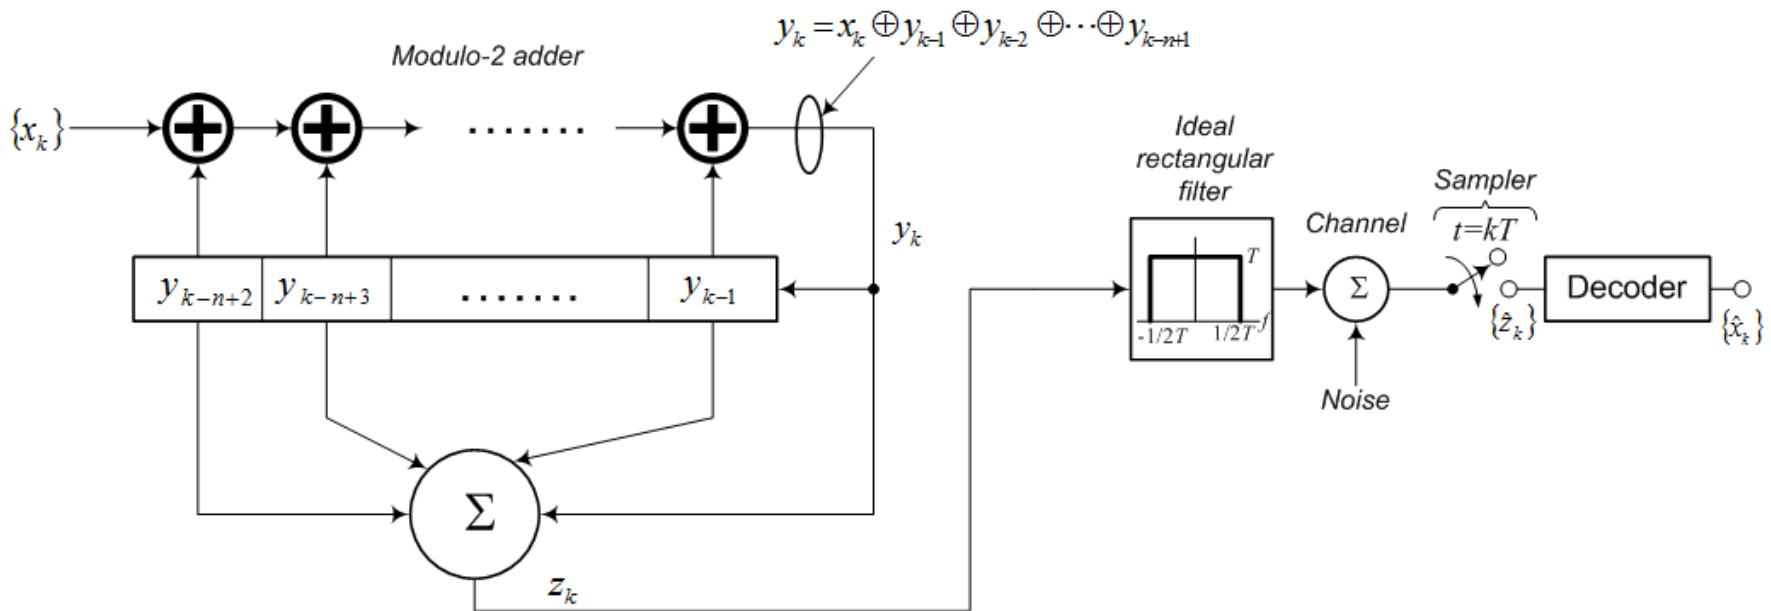 y_k = x_k ⊕ y_{k-1} ⊕ y_{k-2} ⊕ ⋯ ⊕ y_{k-n+1}
Modulo-2 adder
{x_k}
.......
Ideal
rectangular
filter
Sampler
t=kT
Channel
y_k
y_{k-n+2} y_{k-n+3} ....... y_{k-1}
T
Σ
Decoder
-1/2T 1/2T f
{ẑ_k}
{x̂_k}
Noise
Σ
z_k